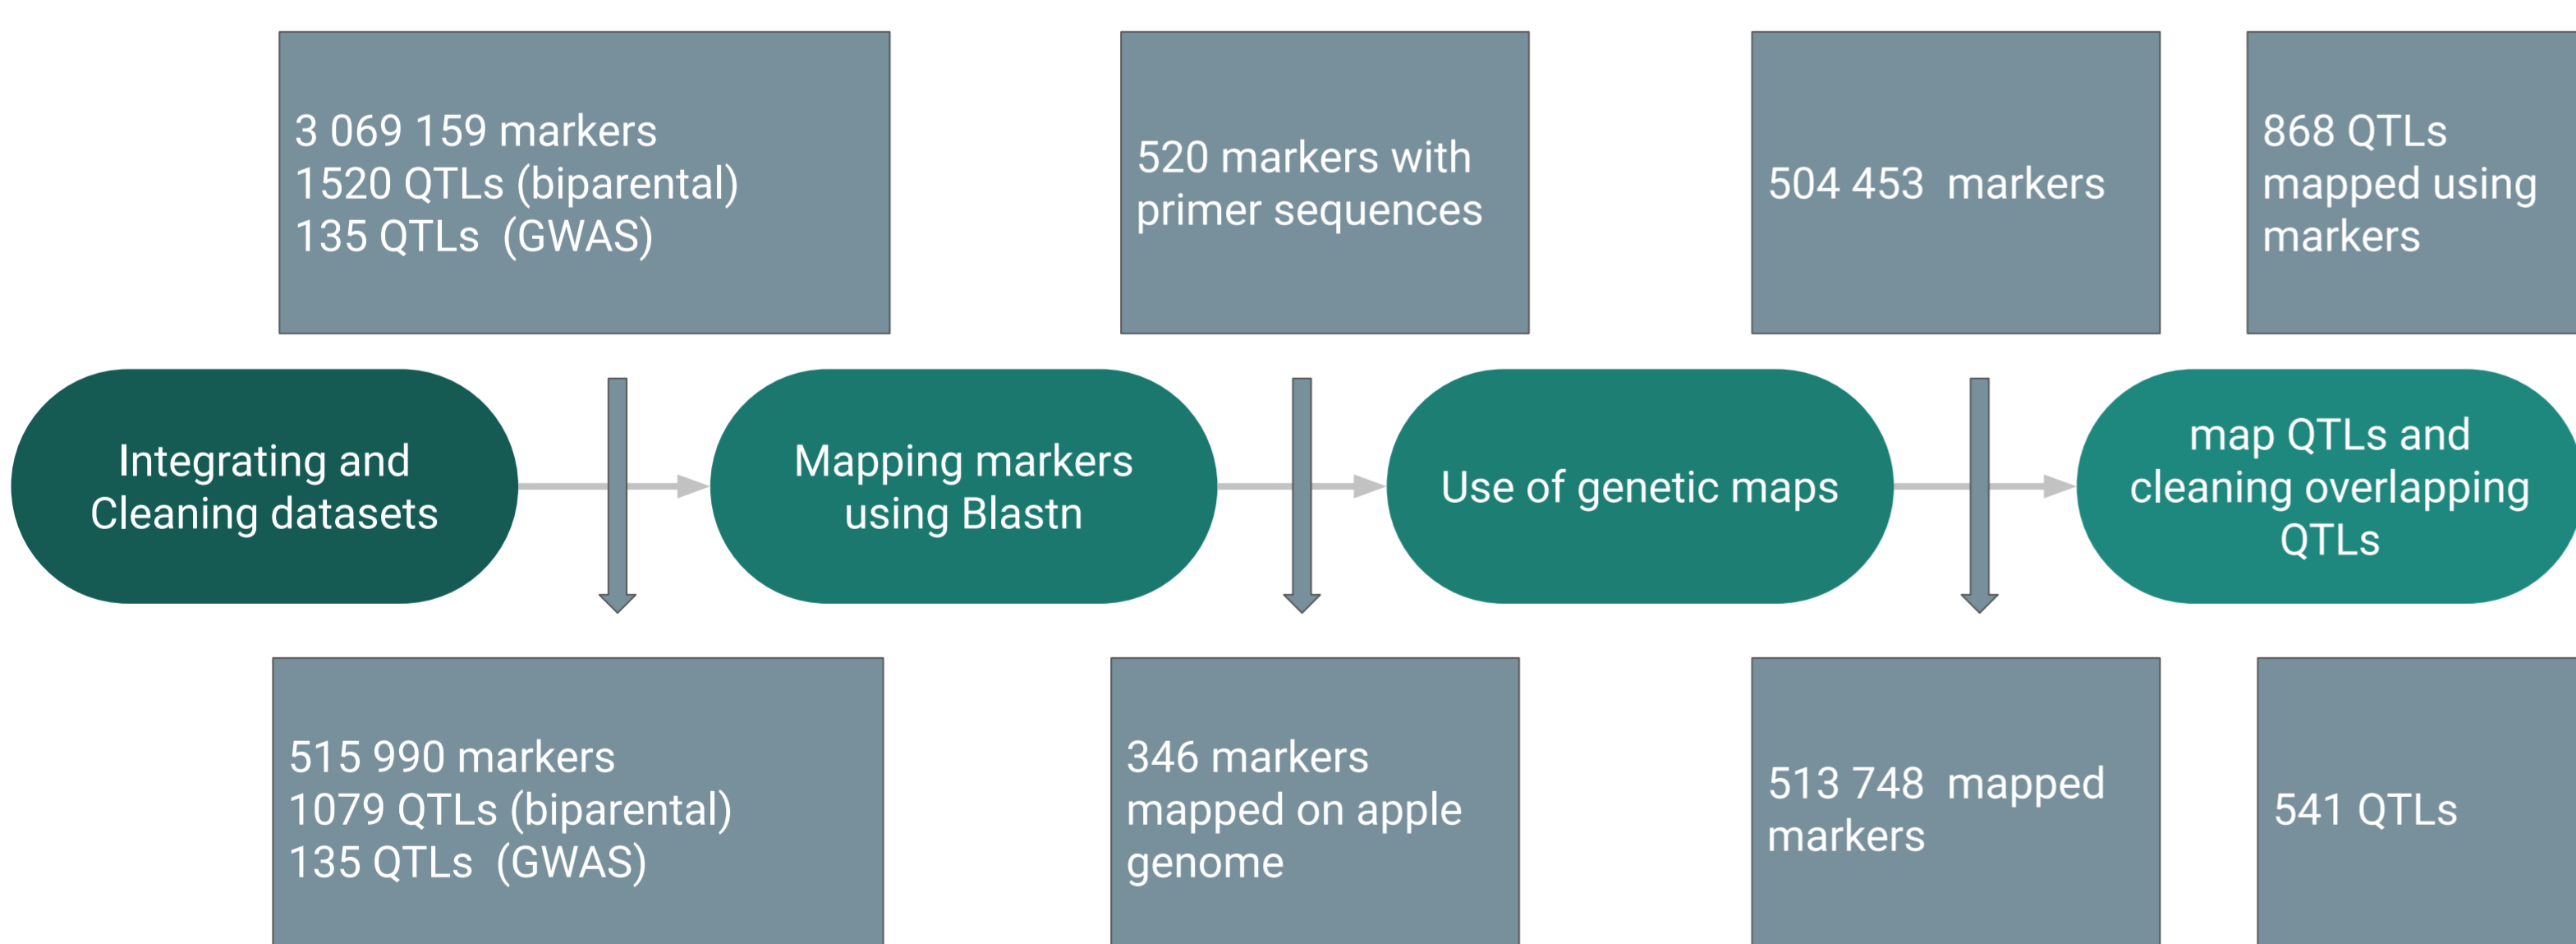 3 069 159 markers
1520 QTLs (biparental)
135 QTLs (GWAS)
520 markers with
primer sequences
504 453 markers
868 QTLs
mapped using
markers
Integrating and
Cleaning datasets
Mapping markers
using Blastn
Use of genetic maps
map QTLs and
cleaning overlapping
QTLs
515 990 markers
1079 QTLs (biparental)
135 QTLs (GWAS)
346 markers
mapped on apple
genome
513 748 mapped
markers
541 QTLs